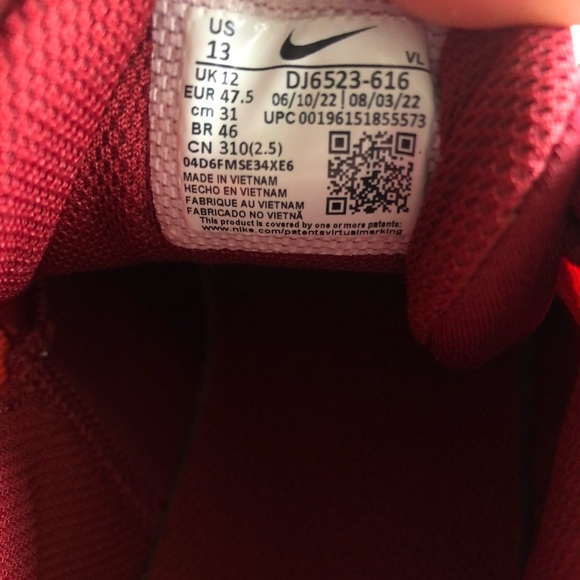 US
13
VL
UK 12
EUR 47.5
cm 31
BR 46
CN 310(2.5)
DJ6523-616
06/10/22 | 08/03/22
UPC 00196151855573
04D6FMSE34XE6
MADE IN VIETNAM
HECHO EN VIETNAM
FABRIQUE AU VIETNAM
FABRICADO NO VIETNÃ
This product is covered by one or more patents:
www.nike.com/patentsvirtualmarking